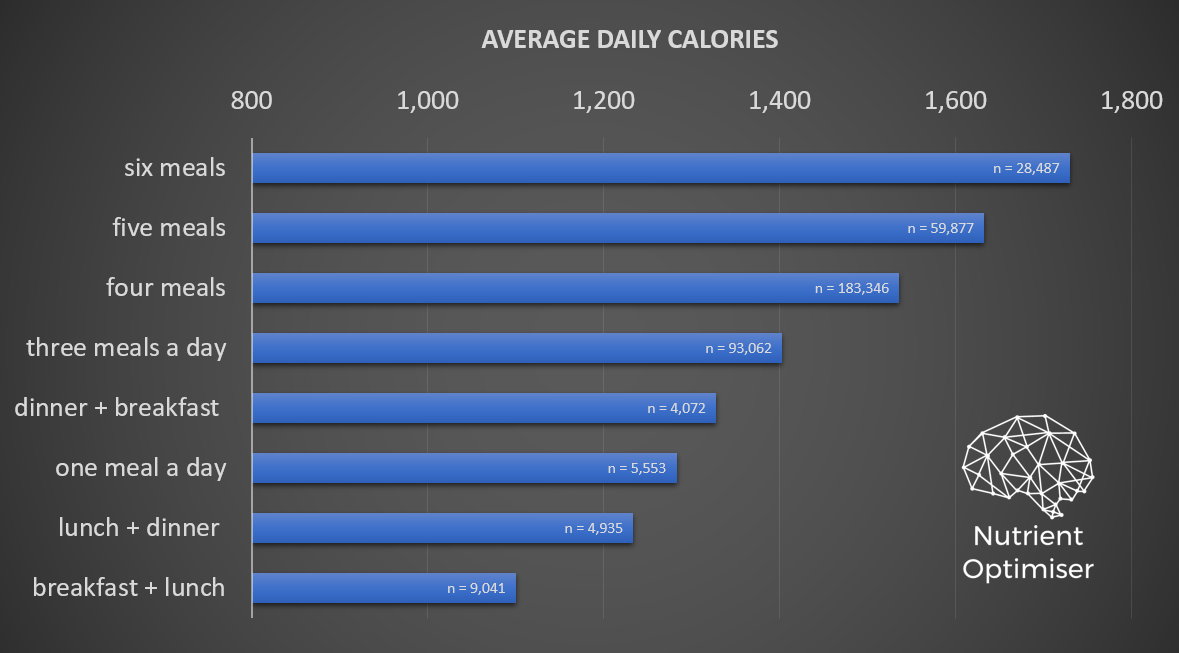 AVERAGE DAILY CALORIES
800 1,000 1,200 1,400 1,600 1,800
six meals n = 28,487
five meals n = 59,877
four meals n = 183,346
three meals a day n = 93,062
dinner + breakfast n = 4,072
one meal a day n = 5,553
lunch + dinner n = 4,935
breakfast + lunch n = 9,041
Nutrient
Optimiser